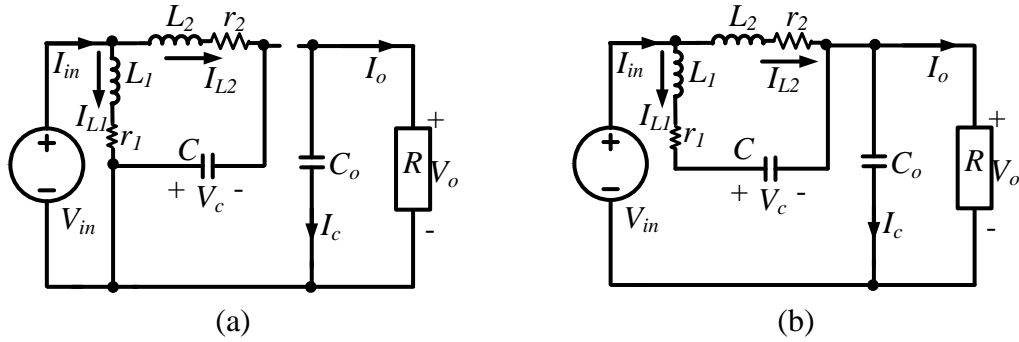 L2 r2
Iin IL2 Io
L1
IL1
r1
C
+ Vc -
+
-
Vin
Co
Ic
R
+
Vo
-
(a)
L2 r2
Iin IL2 Io
L1
IL1
r1
C
+ Vc -
+
-
Vin
Co
Ic
R
+
Vo
-
(b)